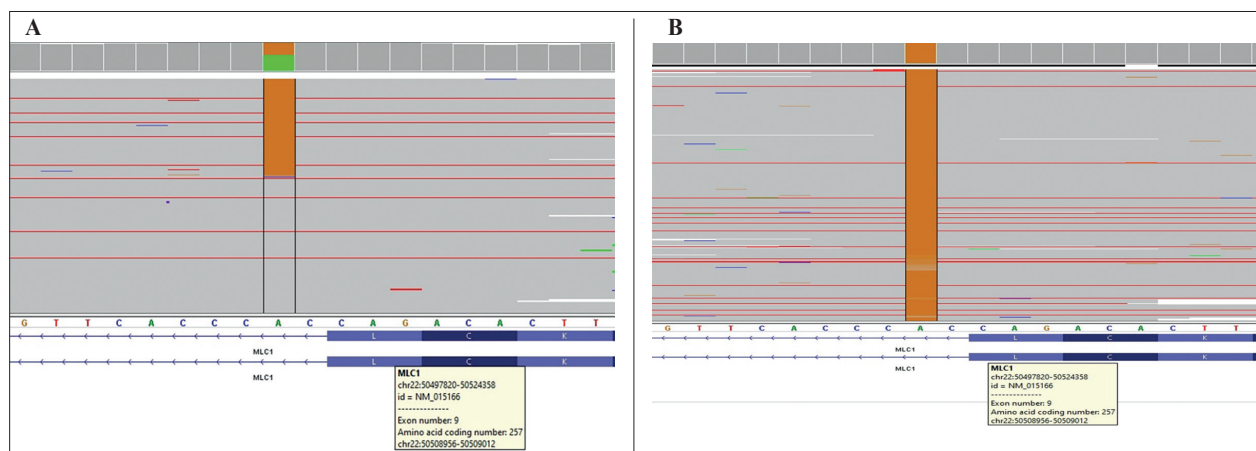 A
G T T C A C C C A C C A G A C A C T T
L C K
MLC1
L C K
MLC1
MLC1
chr22:50497820-50524358
id = NM_015166
--------------
Exon number: 9
Amino acid coding number: 257
chr22:50508956-50509012
B
G T T C A C C C A C C A G A C A C T T
L C K
MLC1
L C K
MLC1
MLC1
chr22:50497820-50524358
id = NM_015166
--------------
Exon number: 9
Amino acid coding number: 257
chr22:50508956-50509012